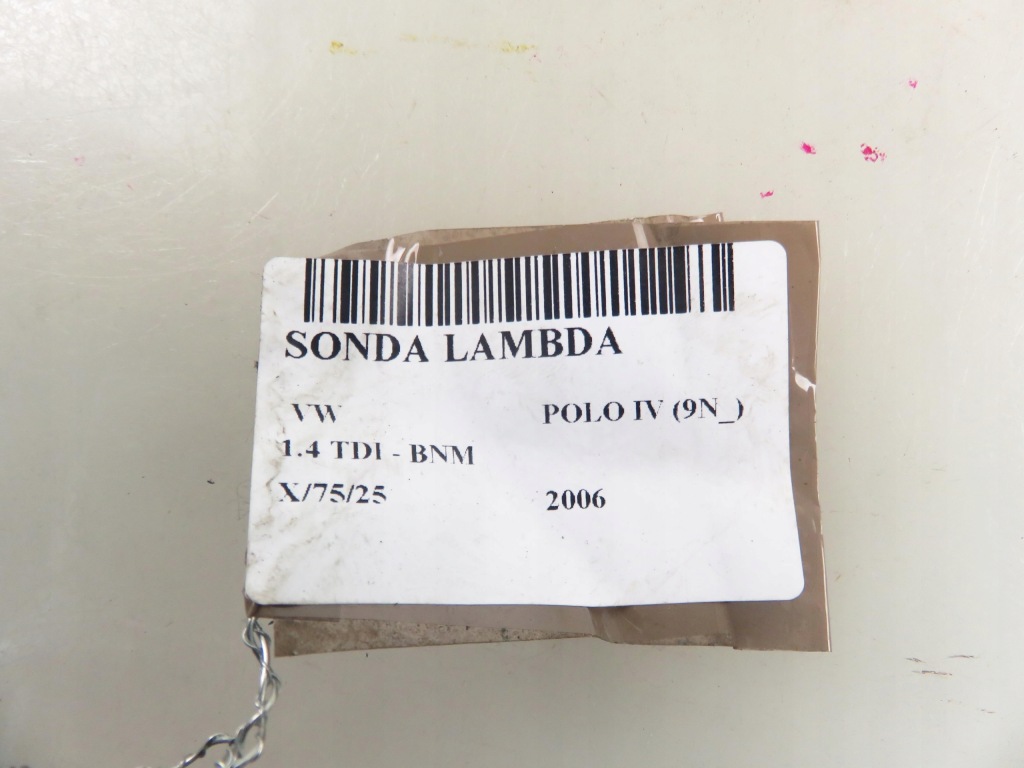 SONDA LAMBDA
VW POLO IV (9N_)
1.4 TDI - BNM
X/75/25 2006